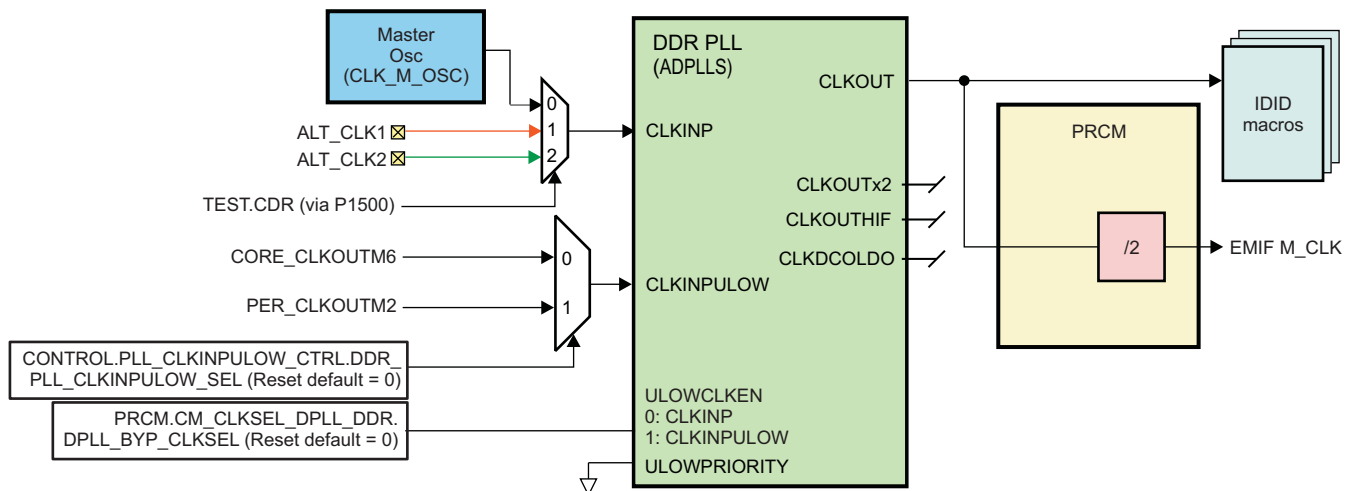 Master
Osc
(CLK_M_OSC)
ALT_CLK1
ALT_CLK2
0
1
2
TEST.CDR (via P1500)
CORE_CLKOUTM6
PER_CLKOUTM2
0
1
CONTROL.PLL_CLKINPULOW_CTRL.DDR_
PLL_CLKINPULOW_SEL (Reset default = 0)
PRCM.CM_CLKSEL_DPLL_DDR.
DPLL_BYP_CLKSEL (Reset default = 0)
DDR PLL
(ADPLLS)
CLKOUT
CLKINP
CLKOUTx2
CLKOUTHIF
CLKDCOLDO
CLKINPULOW
ULOWCLKEN
0: CLKINP
1: CLKINPULOW
ULOWPRIORITY
PRCM
/2
IDID
macros
EMIF M_CLK